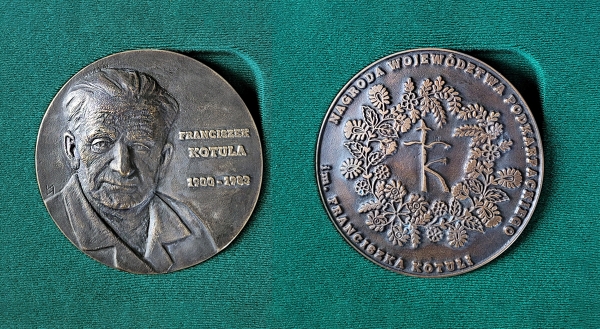 FRANCISZEK
KOTULA
1900-1983
NAGRODA WOJEWÓDZTWA PODKARPACKIEGO
im. FRANCISZKA KOTULI